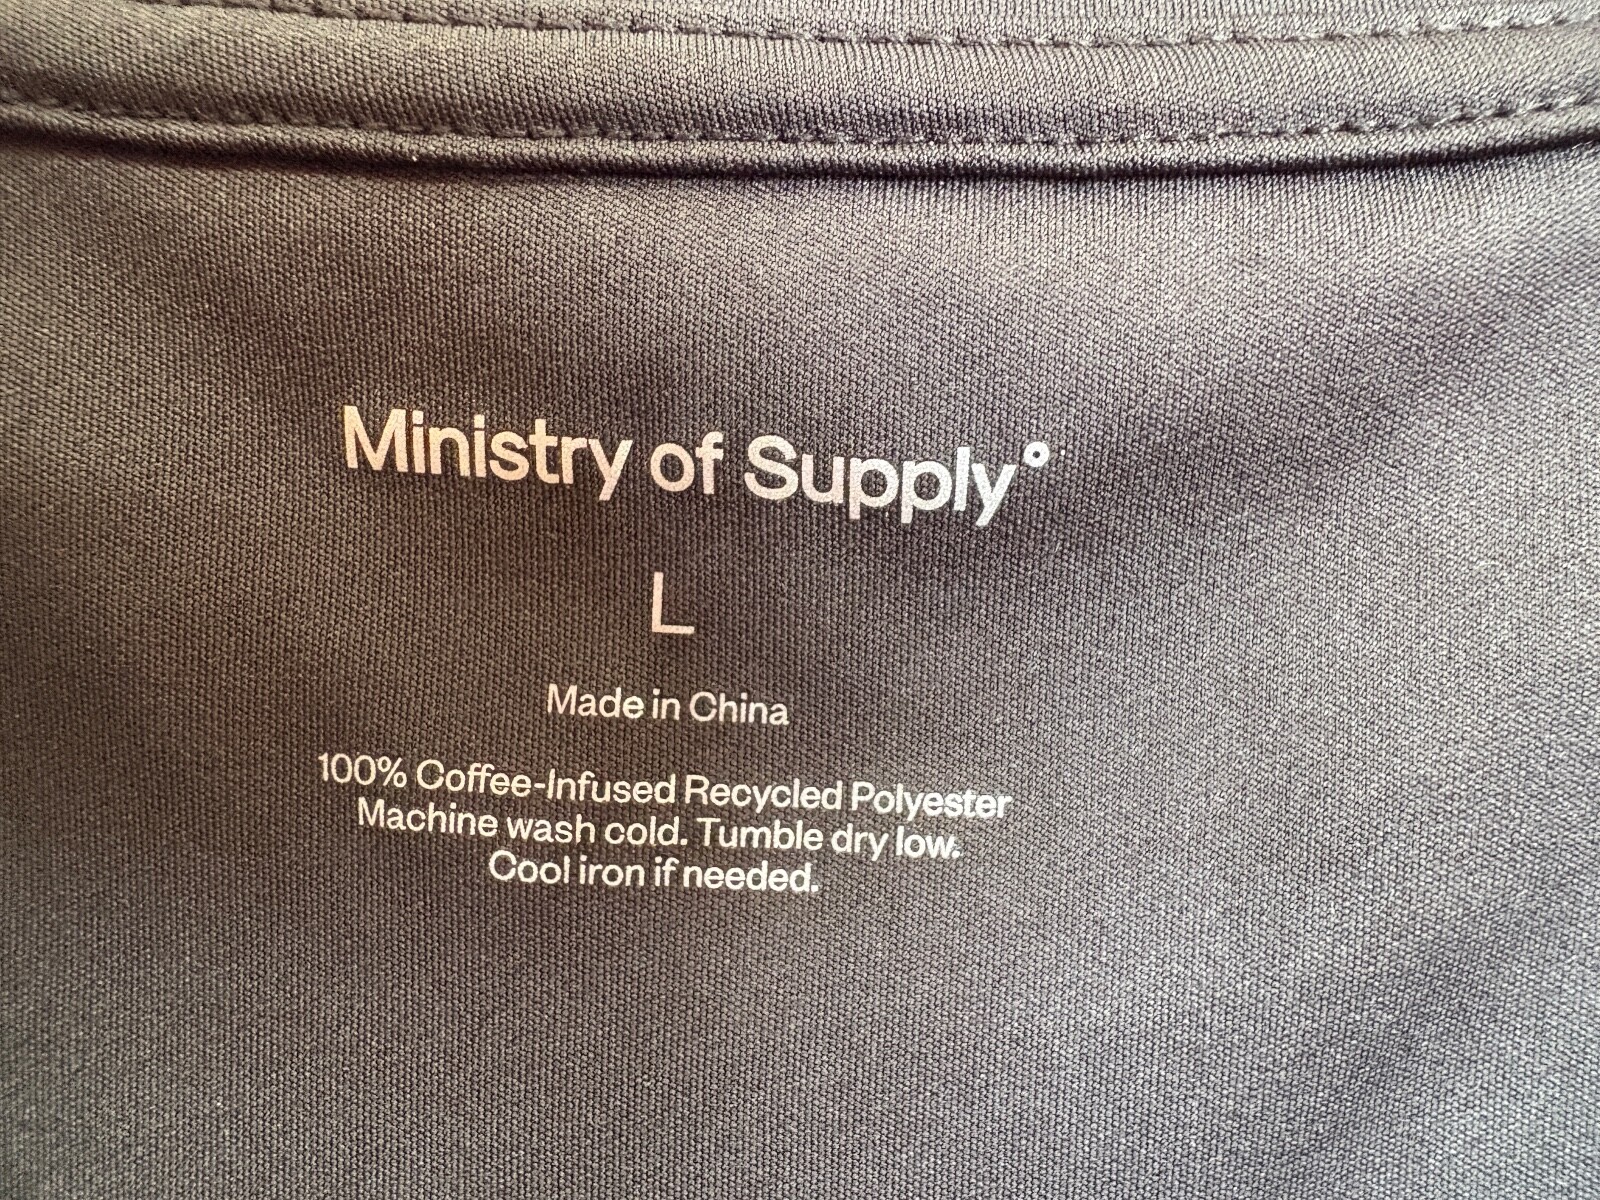 Ministry of Supply°
L
Made in China
100% Coffee-Infused Recycled Polyester
Machine wash cold. Tumble dry low.
Cool iron if needed.